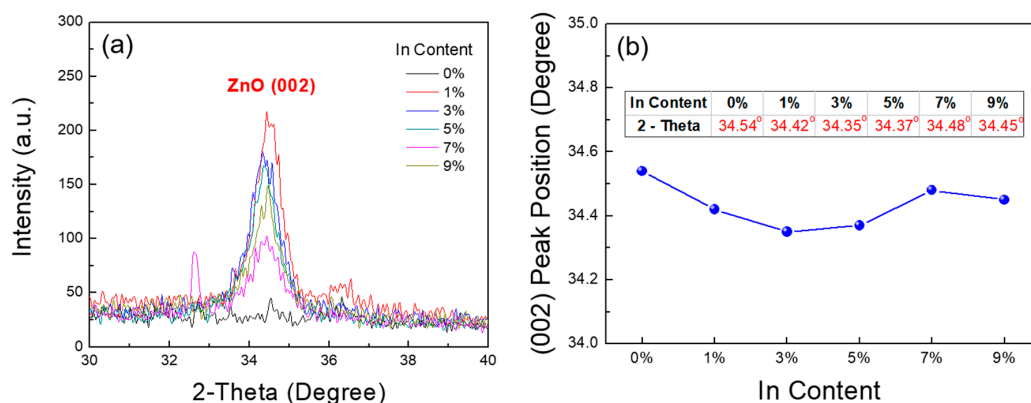 (a)
300
250
200
150
100
50
0
Intensity (a.u.)
ZnO (002)
In Content
0%
1%
3%
5%
7%
9%
30 32 34 36 38 40
2-Theta (Degree)
(b)
35.0
34.8
34.6
34.4
34.2
34.0
(002) Peak Position (Degree)
In Content 0% 1% 3% 5% 7% 9%
2 - Theta 34.54° 34.42° 34.35° 34.37° 34.48° 34.45°
0% 1% 3% 5% 7% 9%
In Content